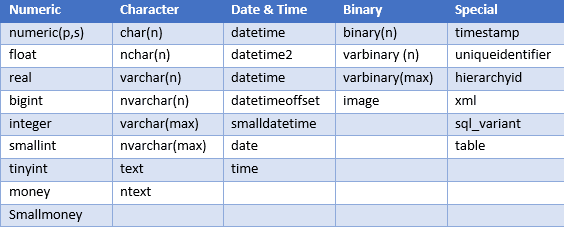 Numeric Character Date & Time Binary Special
numeric(p,s) char(n) datetime binary(n) timestamp
float nchar(n) datetime2 varbinary (n) uniqueidentifier
real varchar(n) datetime varbinary(max) hierarchyid
bigint nvarchar(n) datetimeoffset image xml
integer varchar(max) smalldatetime sql_variant
smallint nvarchar(max) date table
tinyint text time
money ntext
Smallmoney